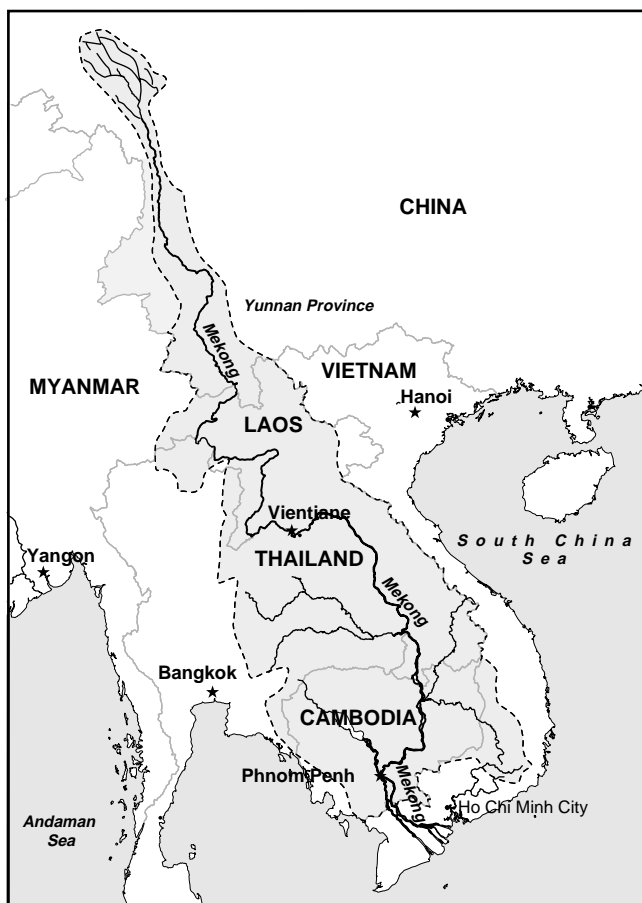 CHINA
Yunnan Province
Mekong
VIETNAM
MYANMAR
Hanoi
LAOS
Vientiane
South China
Sea
Yangon
THAILAND
Mekong
Bangkok
CAMBODIA
Phnom Penh
Mekong
Ho Chi Minh City
Andaman
Sea